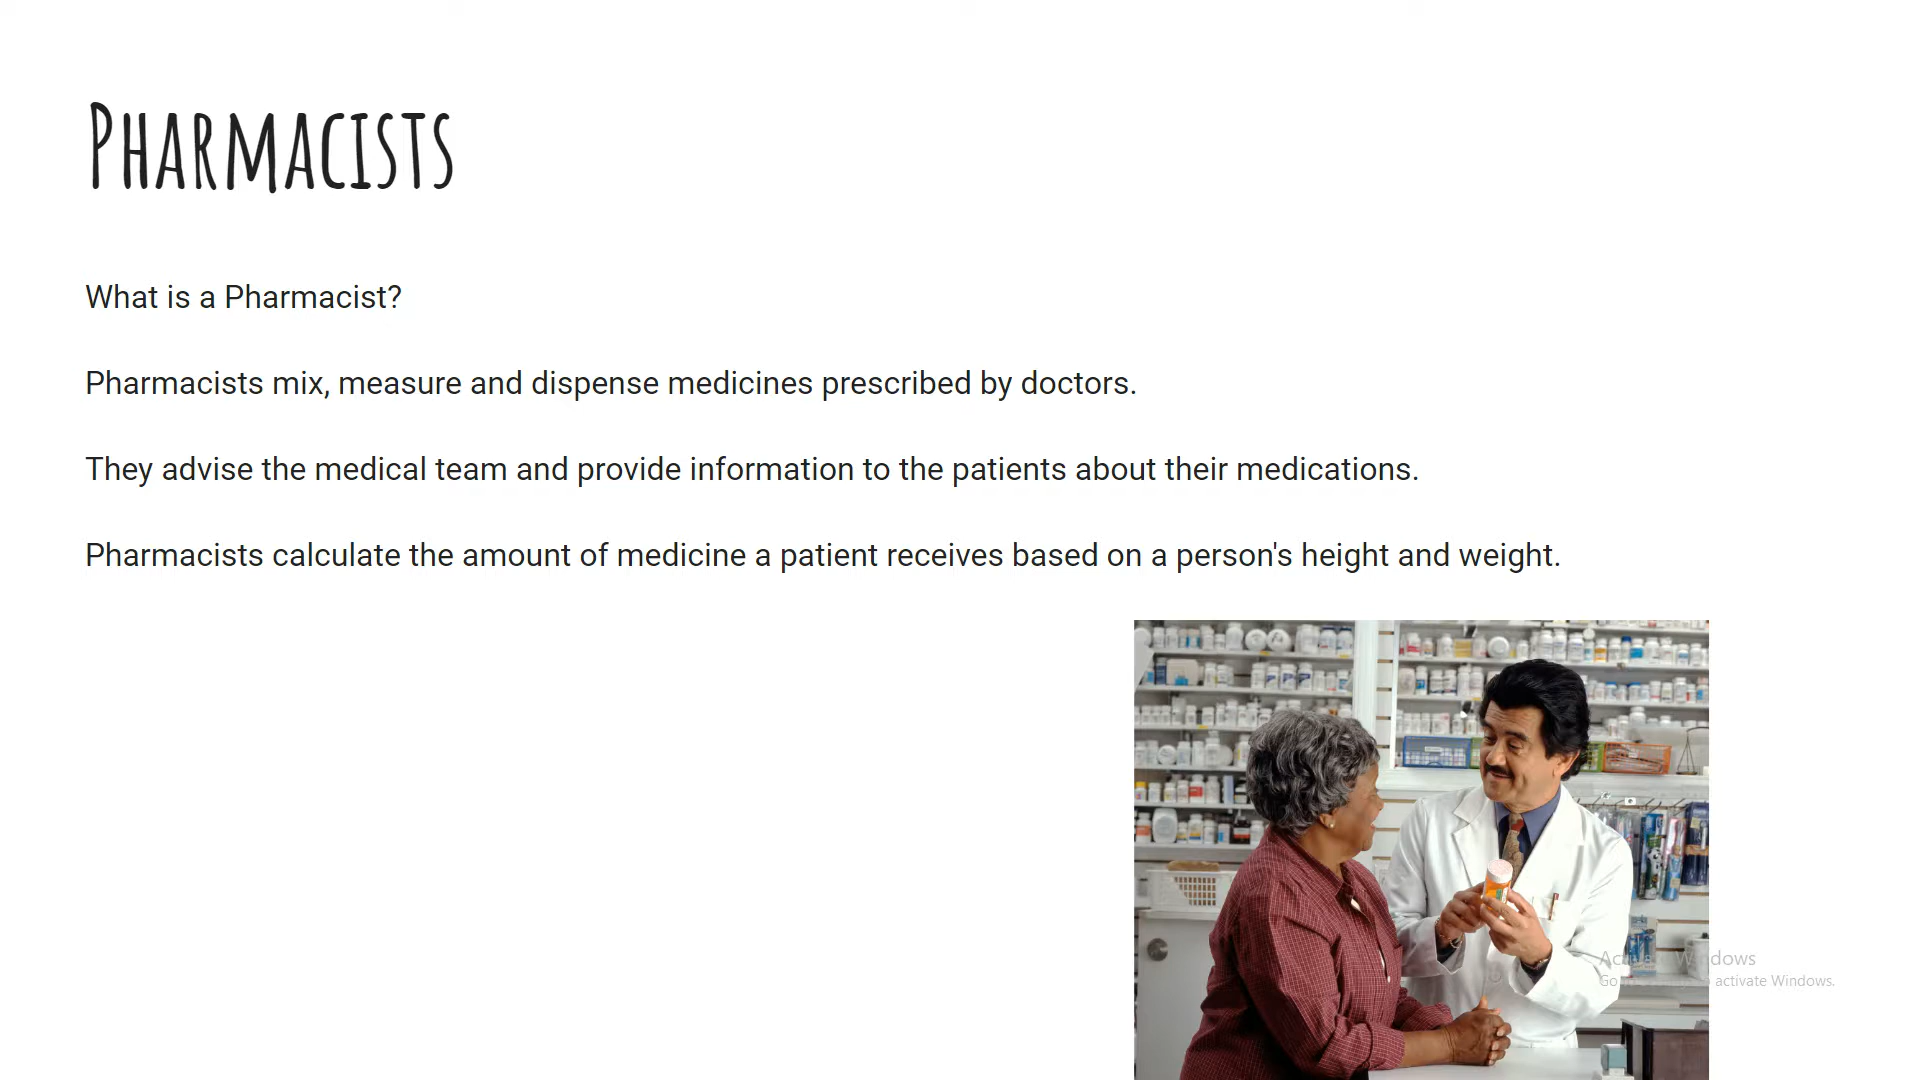 Pharmacists
What is a Pharmacist?
Pharmacists mix, measure and dispense medicines prescribed by doctors.
They advise the medical team and provide information to the patients about their medications.
Pharmacists calculate the amount of medicine a patient receives based on a person's height and weight.
Windows
activate Windows.